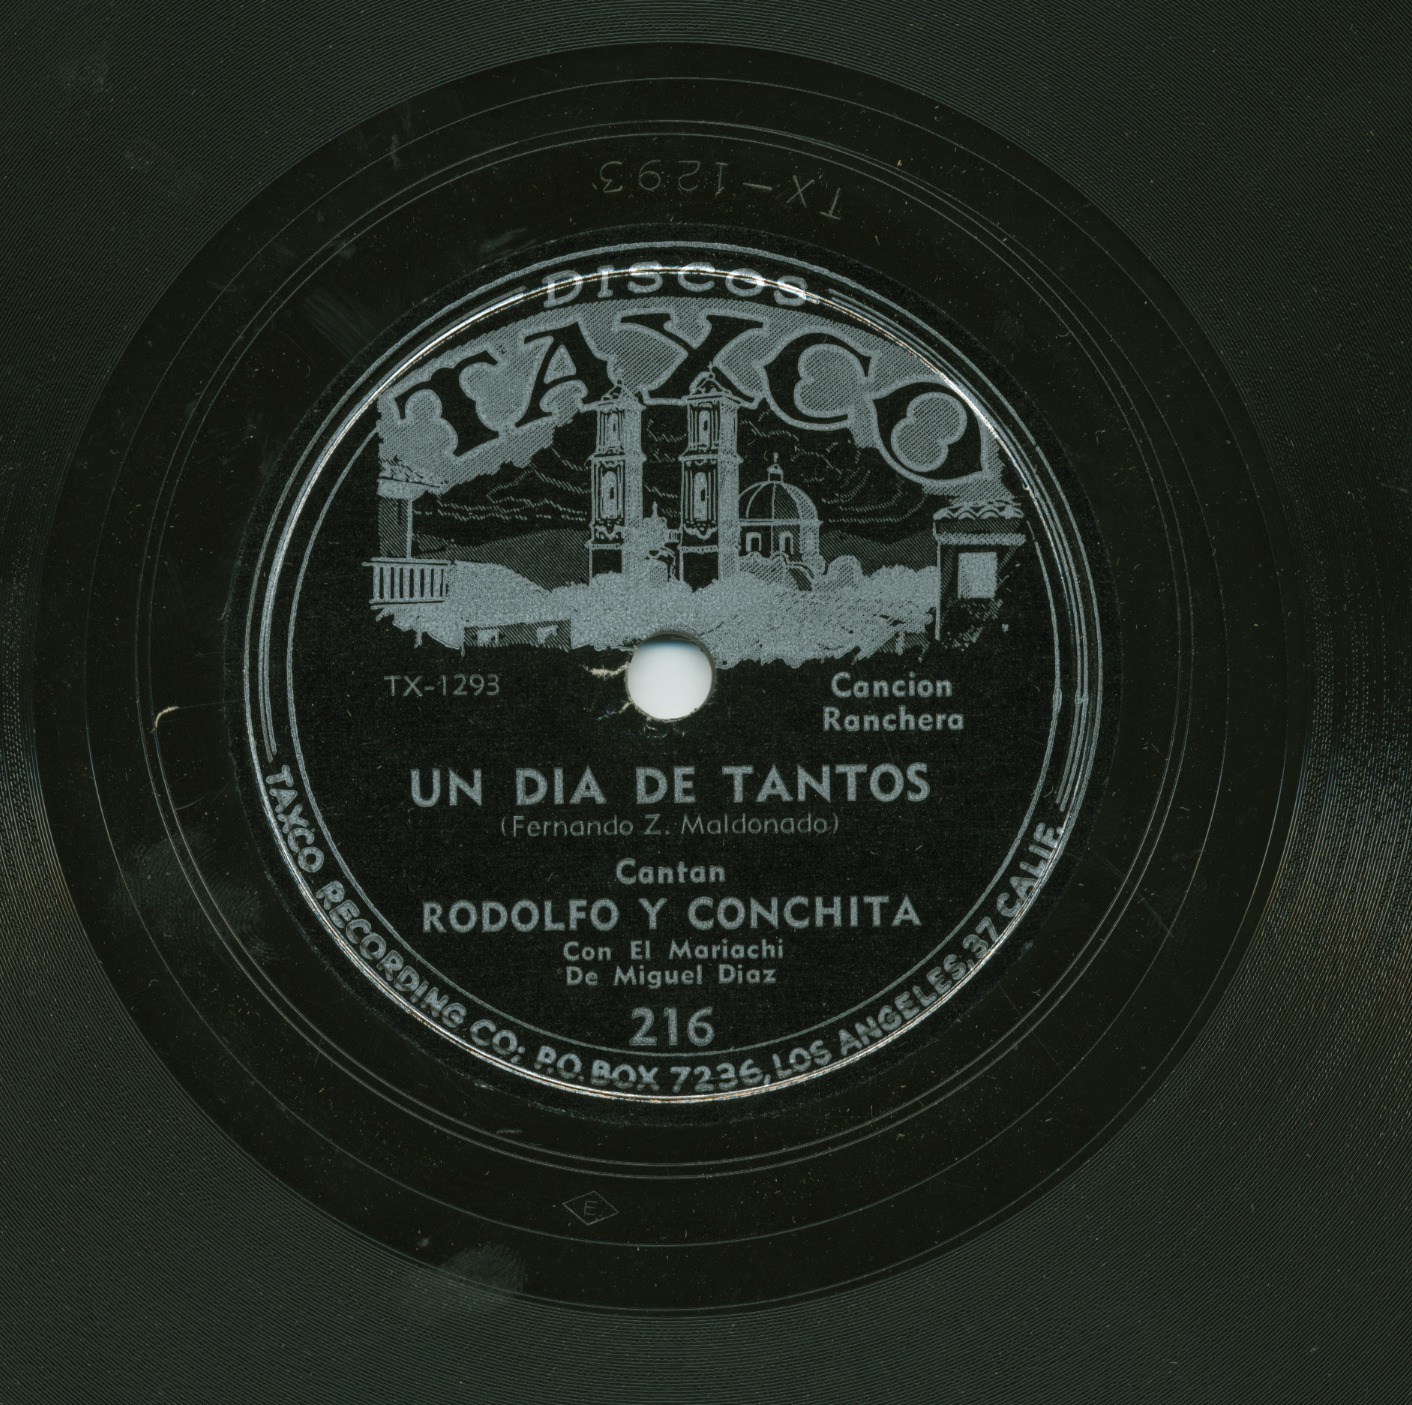 TX-1293
DISCOS
TAXCO
TX-1293
Cancion
Ranchera
UN DIA DE TANTOS
(Fernando Z. Maldonado)
Cantan
RODOLFO Y CONCHITA
Con El Mariachi
De Miguel Diaz
216
TAXCO RECORDING CO; P.O. BOX 7236, LOS ANGELES, 37 CALIF.
E